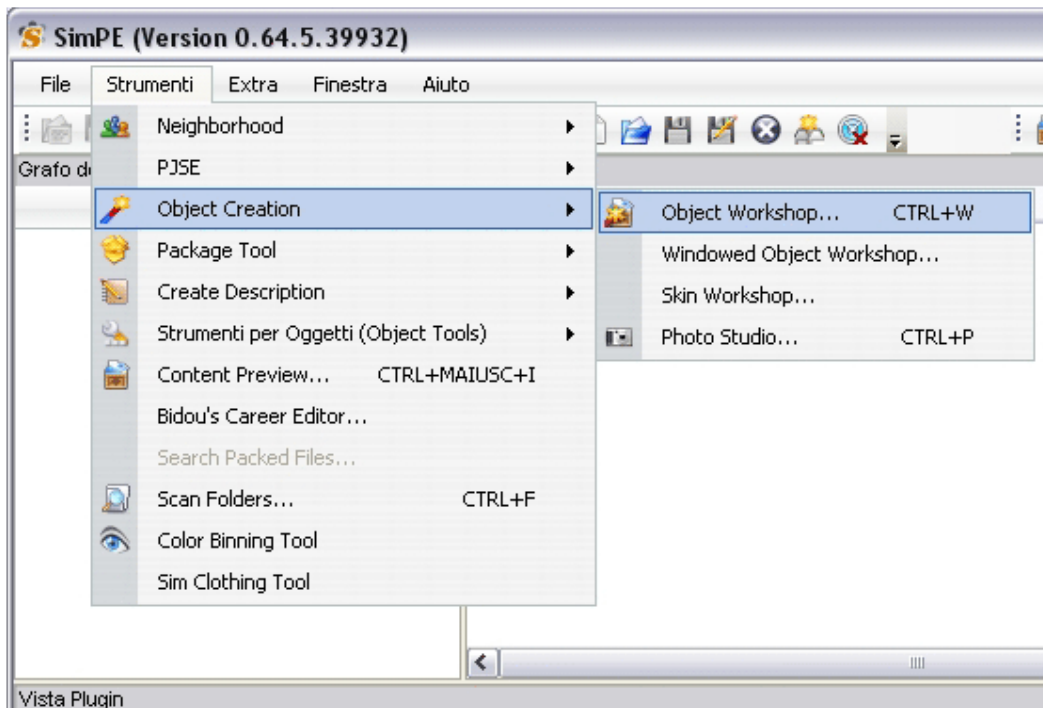 SimPE (Version 0.64.5.39932)
File Strumenti Extra Finestra Aiuto
Grafo d
Neighborhood
PJSE
Object Creation
Package Tool
Create Description
Strumenti per Oggetti (Object Tools)
Content Preview... CTRL+MAIUSC+I
Bidou's Career Editor...
Search Packed Files...
Scan Folders... CTRL+F
Color Binning Tool
Sim Clothing Tool
Object Workshop... CTRL+W
Windowed Object Workshop...
Skin Workshop...
Photo Studio... CTRL+P
Vista Plugin